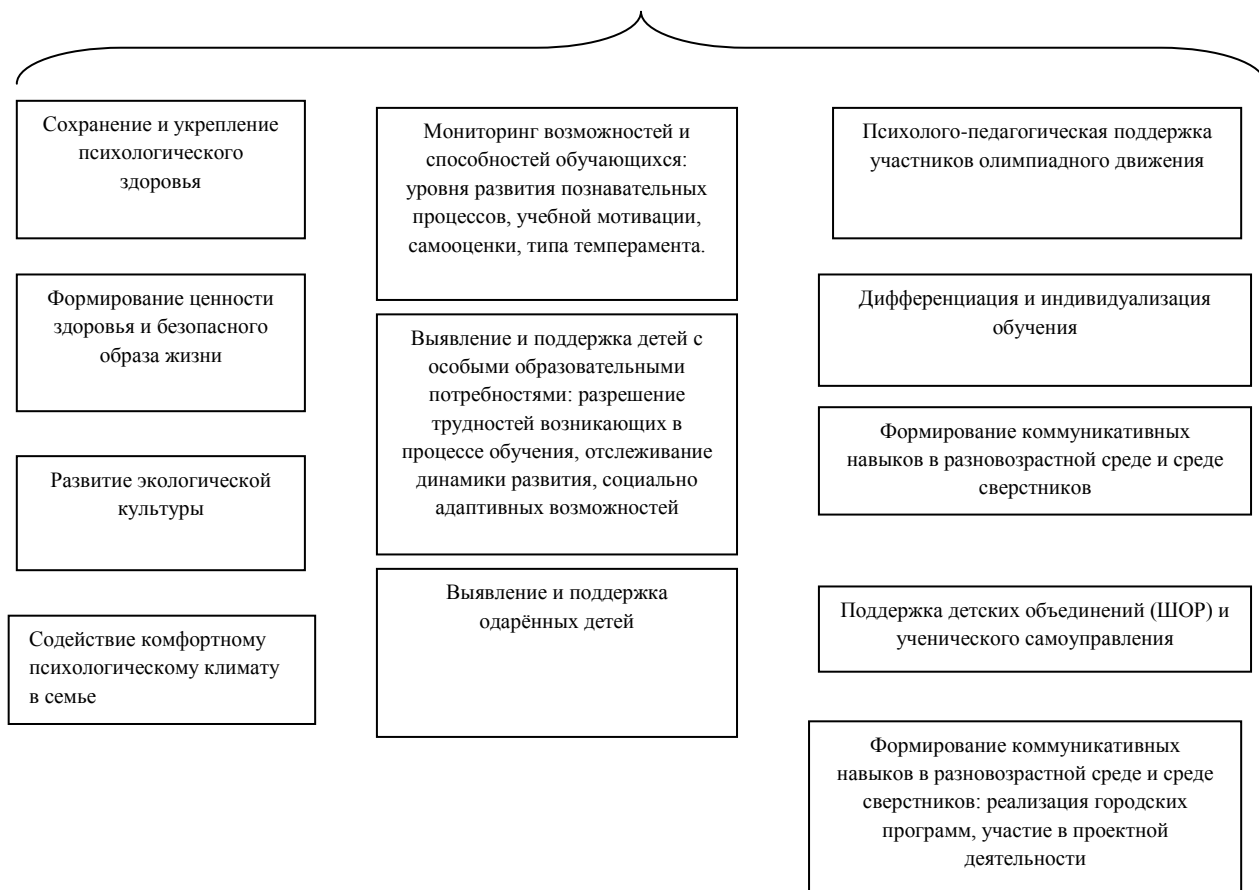 Сохранение и укрепление
психологического
здоровья
Формирование ценности
здоровья и безопасного
образа жизни
Развитие экологической
культуры
Содействие комфортному
психологическому климату
в семье
Мониторинг возможностей и
способностей обучающихся:
уровня развития познавательных
процессов, учебной мотивации,
самооценки, типа темперамента.
Выявление и поддержка детей с
особыми образовательными
потребностями: разрешение
трудностей возникающих в
процессе обучения, отслеживание
динамики развития, социально
адаптивных возможностей
Выявление и поддержка
одарённых детей
Психолого-педагогическая поддержка
участников олимпиадного движения
Дифференциация и индивидуализация
обучения
Формирование коммуникативных
навыков в разновозрастной среде и среде
сверстников
Поддержка детских объединений (ШОР) и
ученического самоуправления
Формирование коммуникативных
навыков в разновозрастной среде и среде
сверстников: реализация городских
программ, участие в проектной
деятельности